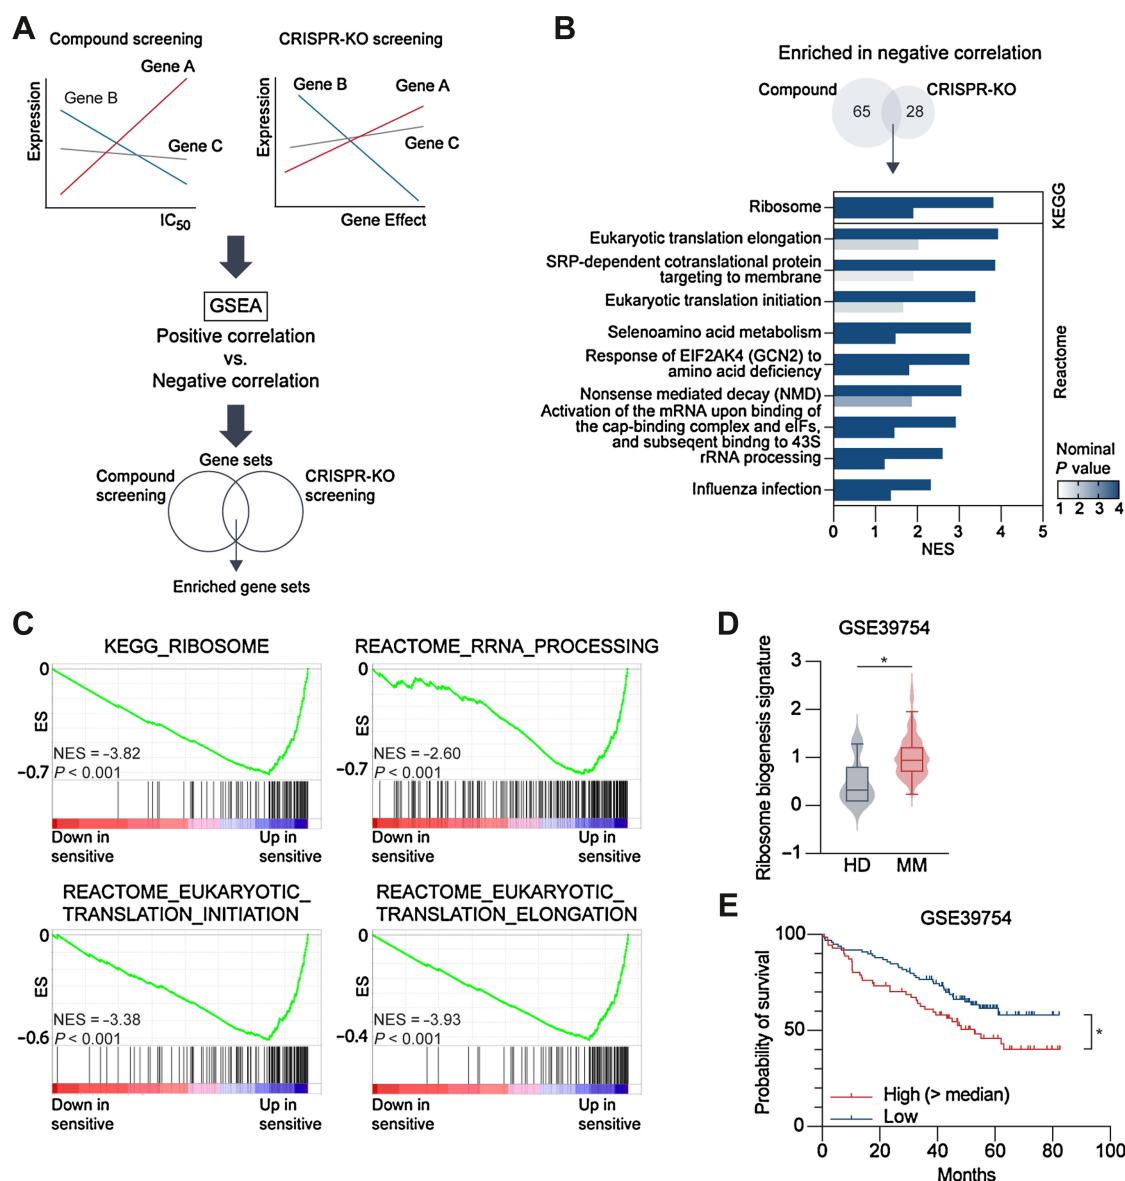 A
Compound screening
CRISPR-KO screening
Gene A
Gene B
Gene C
Expression
IC50
Gene B
Gene A
Gene C
Expression
Gene Effect
GSEA
Positive correlation
vs.
Negative correlation
Gene sets
Compound
screening
CRISPR-KO
screening
Enriched gene sets
B
Enriched in negative correlation
Compound
CRISPR-KO
65
28
Ribosome
KEGG
Eukaryotic translation elongation
SRP-dependent cotranslational protein
targeting to membrane
Eukaryotic translation initiation
Selenoamino acid metabolism
Response of EIF2AK4 (GCN2) to
amino acid deficiency
Nonsense mediated decay (NMD)
Activation of the mRNA upon binding of
the cap-binding complex and eIFs,
and subseqent bindng to 43S
rRNA processing
Influenza infection
Reactome
0 1 2 3 4 5
NES
Nominal
P value
1 2 3 4
C
KEGG_RIBOSOME
0
ES
NES = −3.82
P < 0.001
−0.7
Down in
sensitive
Up in
sensitive
REACTOME_RRNA_PROCESSING
0
ES
NES = −2.60
P < 0.001
−0.7
Down in
sensitive
Up in
sensitive
REACTOME_EUKARYOTIC_
TRANSLATION_INITIATION
0
ES
NES = −3.38
P < 0.001
−0.6
Down in
sensitive
Up in
sensitive
REACTOME_EUKARYOTIC_
TRANSLATION_ELONGATION
0
ES
NES = −3.93
P < 0.001
−0.4
Down in
sensitive
Up in
sensitive
D
GSE39754
Ribosome biogenesis signature
3
2
1
0
−1
*
HD MM
E
GSE39754
Probability of survival
100
50
0
*
High (> median)
Low
0 20 40 60 80 100
Months